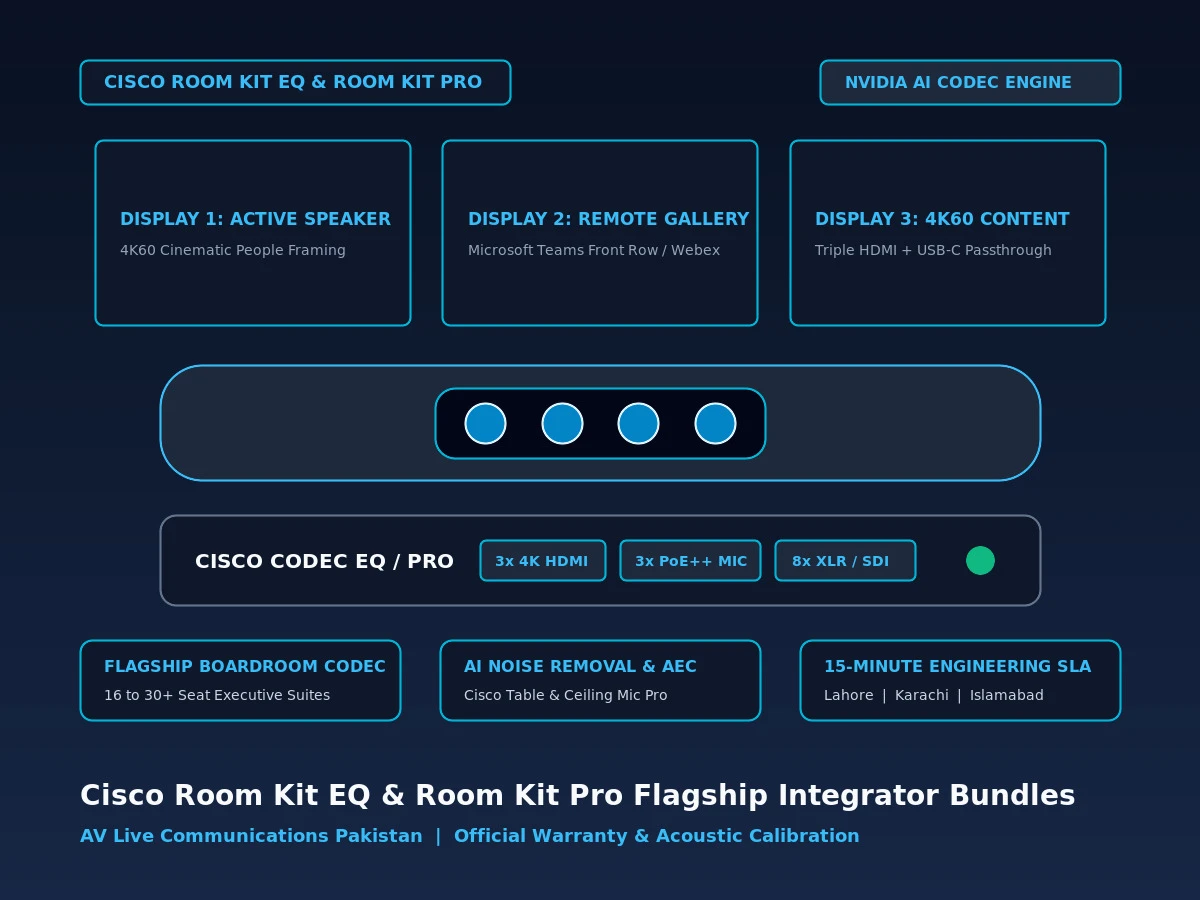 CISCO ROOM KIT EQ & ROOM KIT PRO
NVIDIA AI CODEC ENGINE
DISPLAY 1: ACTIVE SPEAKER
4K60 Cinematic People Framing
DISPLAY 2: REMOTE GALLERY
Microsoft Teams Front Row / Webex
DISPLAY 3: 4K60 CONTENT
Triple HDMI + USB-C Passthrough
CISCO CODEC EQ / PRO
3x 4K HDMI
3x PoE++ MIC
8x XLR / SDI
FLAGSHIP BOARDROOM CODEC
16 to 30+ Seat Executive Suites
AI NOISE REMOVAL & AEC
Cisco Table & Ceiling Mic Pro
15-MINUTE ENGINEERING SLA
Lahore | Karachi | Islamabad
Cisco Room Kit EQ & Room Kit Pro Flagship Integrator Bundles
AV Live Communications Pakistan | Official Warranty & Acoustic Calibration